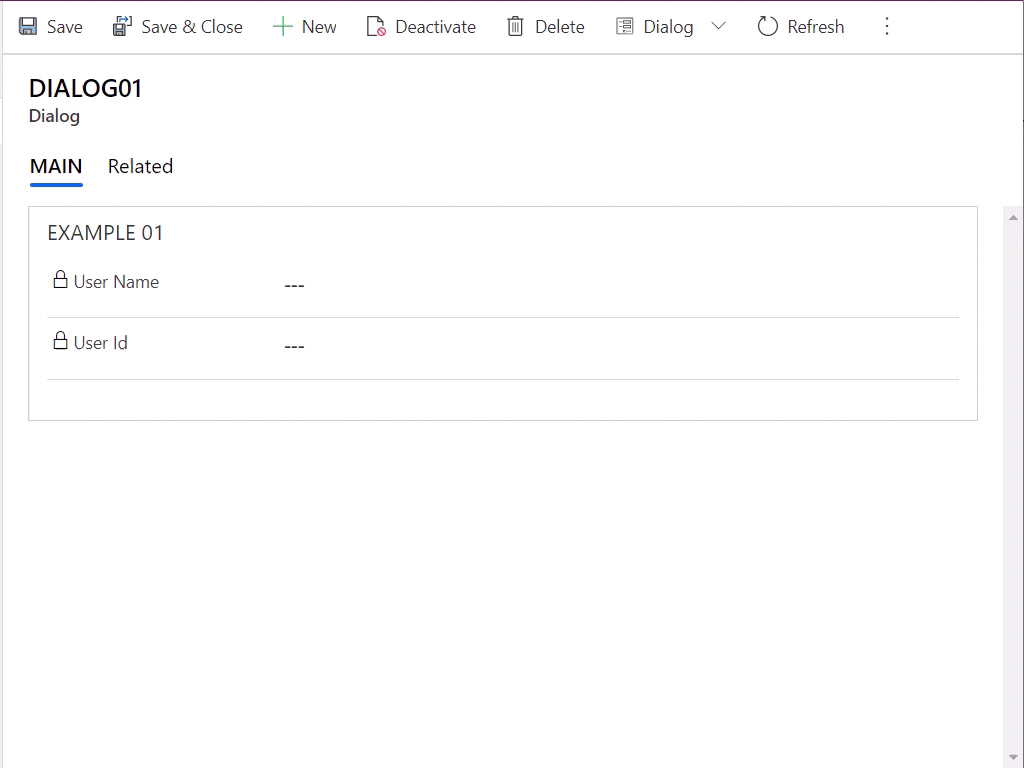 Save Save & Close New Deactivate Delete Dialog Refresh
DIALOG01
Dialog
MAIN Related
EXAMPLE 01
User Name ---
User Id ---